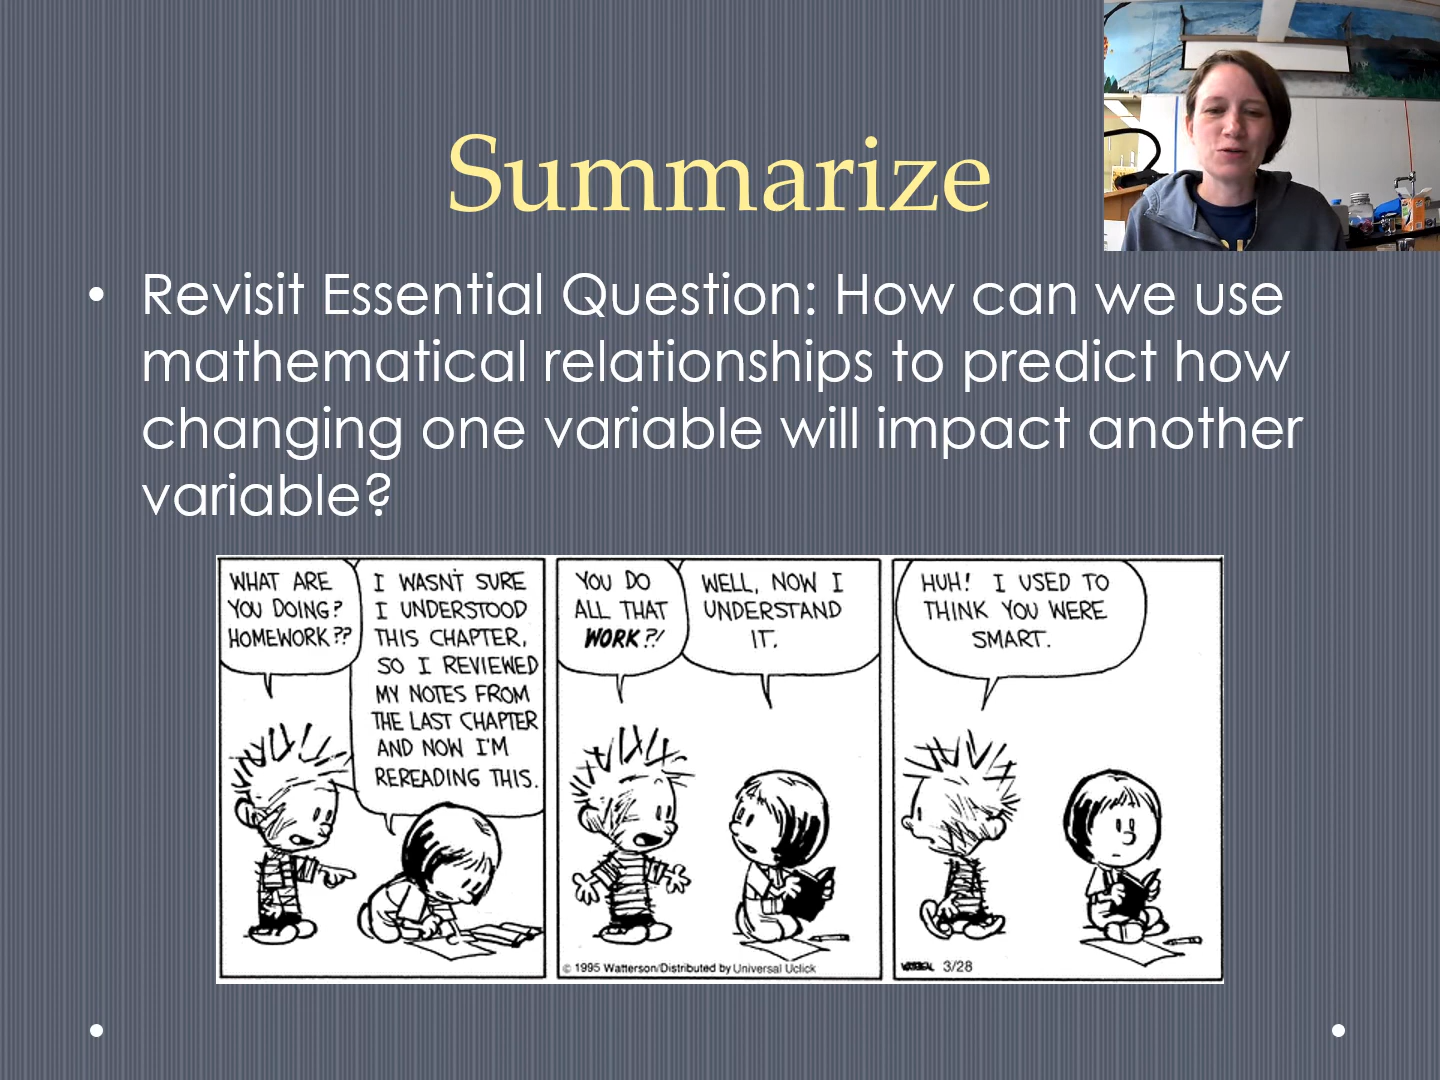 Summarize
• Revisit Essential Question: How can we use
mathematical relationships to predict how
changing one variable will impact another
variable?
WHAT ARE
YOU DOING?
HOMEWORK??
I WASN'T SURE
I UNDERSTOOD
THIS CHAPTER,
SO I REVIEWED
MY NOTES FROM
THE LAST CHAPTER
AND NOW I'M
REREADING THIS.
YOU DO
ALL THAT
WORK?!
WELL, NOW I
UNDERSTAND
IT.
HUH! I USED TO
THINK YOU WERE
SMART.
© 1995 Watterson/Distributed by Universal Uclick
3/28